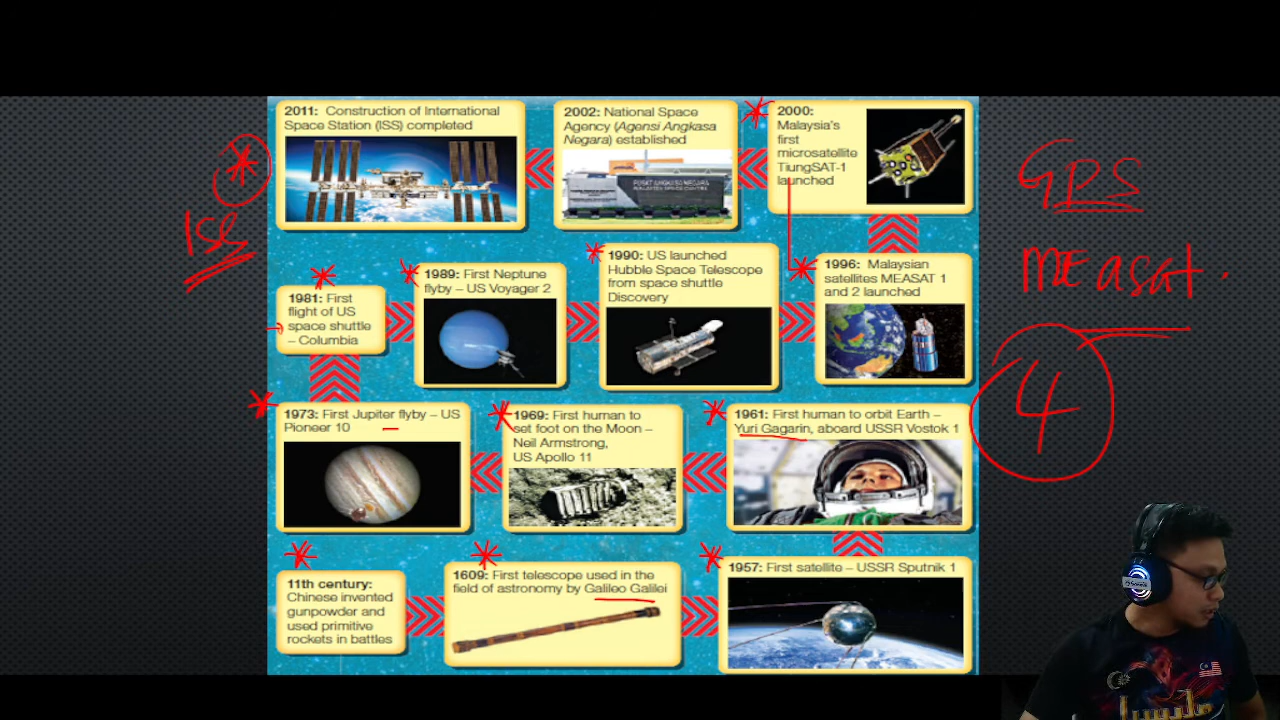 2011: Construction of International
Space Station (ISS) completed
2002: National Space
Agency (Agensi Angkasa
Negara) established
PUSAT ANGKASA NEGARA
MALAYSIA SPACE CENTRE
2000:
Malaysia's
first
microsatellite
TiungSAT-1
launched
GPS
MEasat.
4
ISS
1981: First
flight of US
space shuttle
– Columbia
1989: First Neptune
flyby – US Voyager 2
1990: US launched
Hubble Space Telescope
from space shuttle
Discovery
1996: Malaysian
satellites MEASAT 1
and 2 launched
1973: First Jupiter flyby – US
Pioneer 10
1969: First human to
set foot on the Moon –
Neil Armstrong,
US Apollo 11
1961: First human to orbit Earth –
Yuri Gagarin, aboard USSR Vostok 1
11th century:
Chinese invented
gunpowder and
used primitive
rockets in battles
1609: First telescope used in the
field of astronomy by Galileo Galilei
1957: First satellite – USSR Sputnik 1